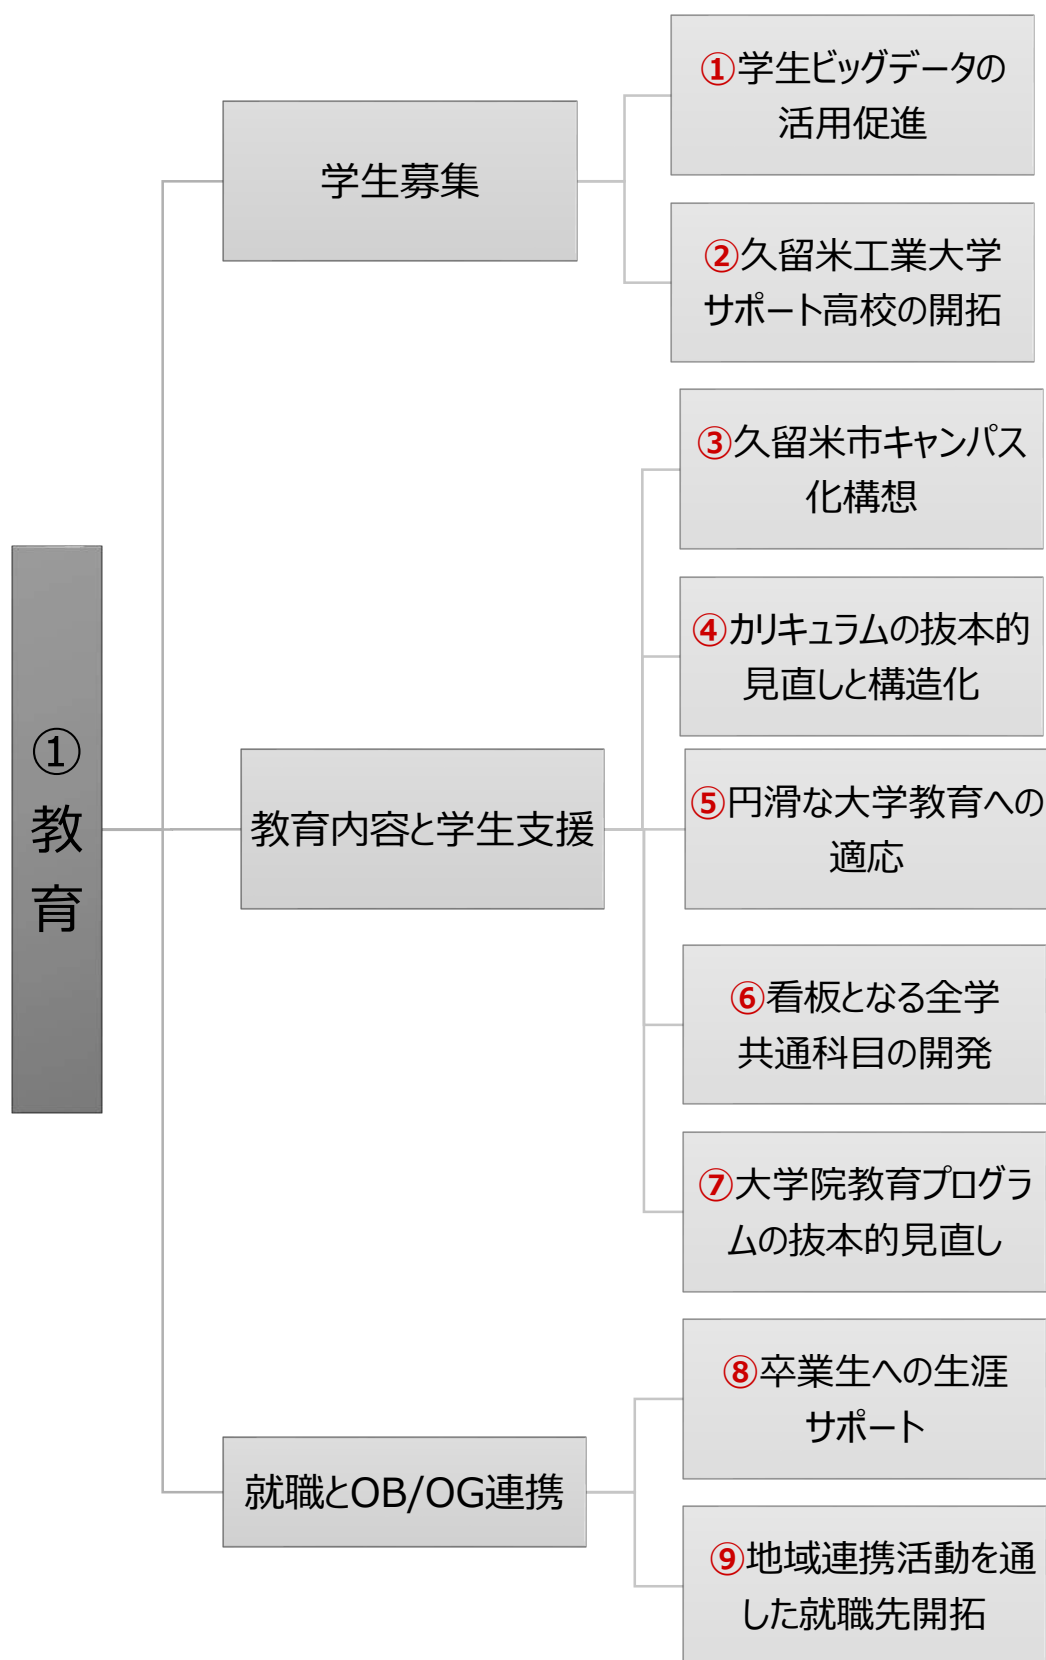 ①
教
育
学生募集
①学生ビッグデータの
活用促進
②久留米工業大学
サポート高校の開拓
教育内容と学生支援
③久留米市キャンパス
化構想
④カリキュラムの抜本的
見直しと構造化
⑤円滑な大学教育への
適応
⑥看板となる全学
共通科目の開発
⑦大学院教育プログラ
ムの抜本的見直し
就職とOB/OG連携
⑧卒業生への生涯
サポート
⑨地域連携活動を通
した就職先開拓